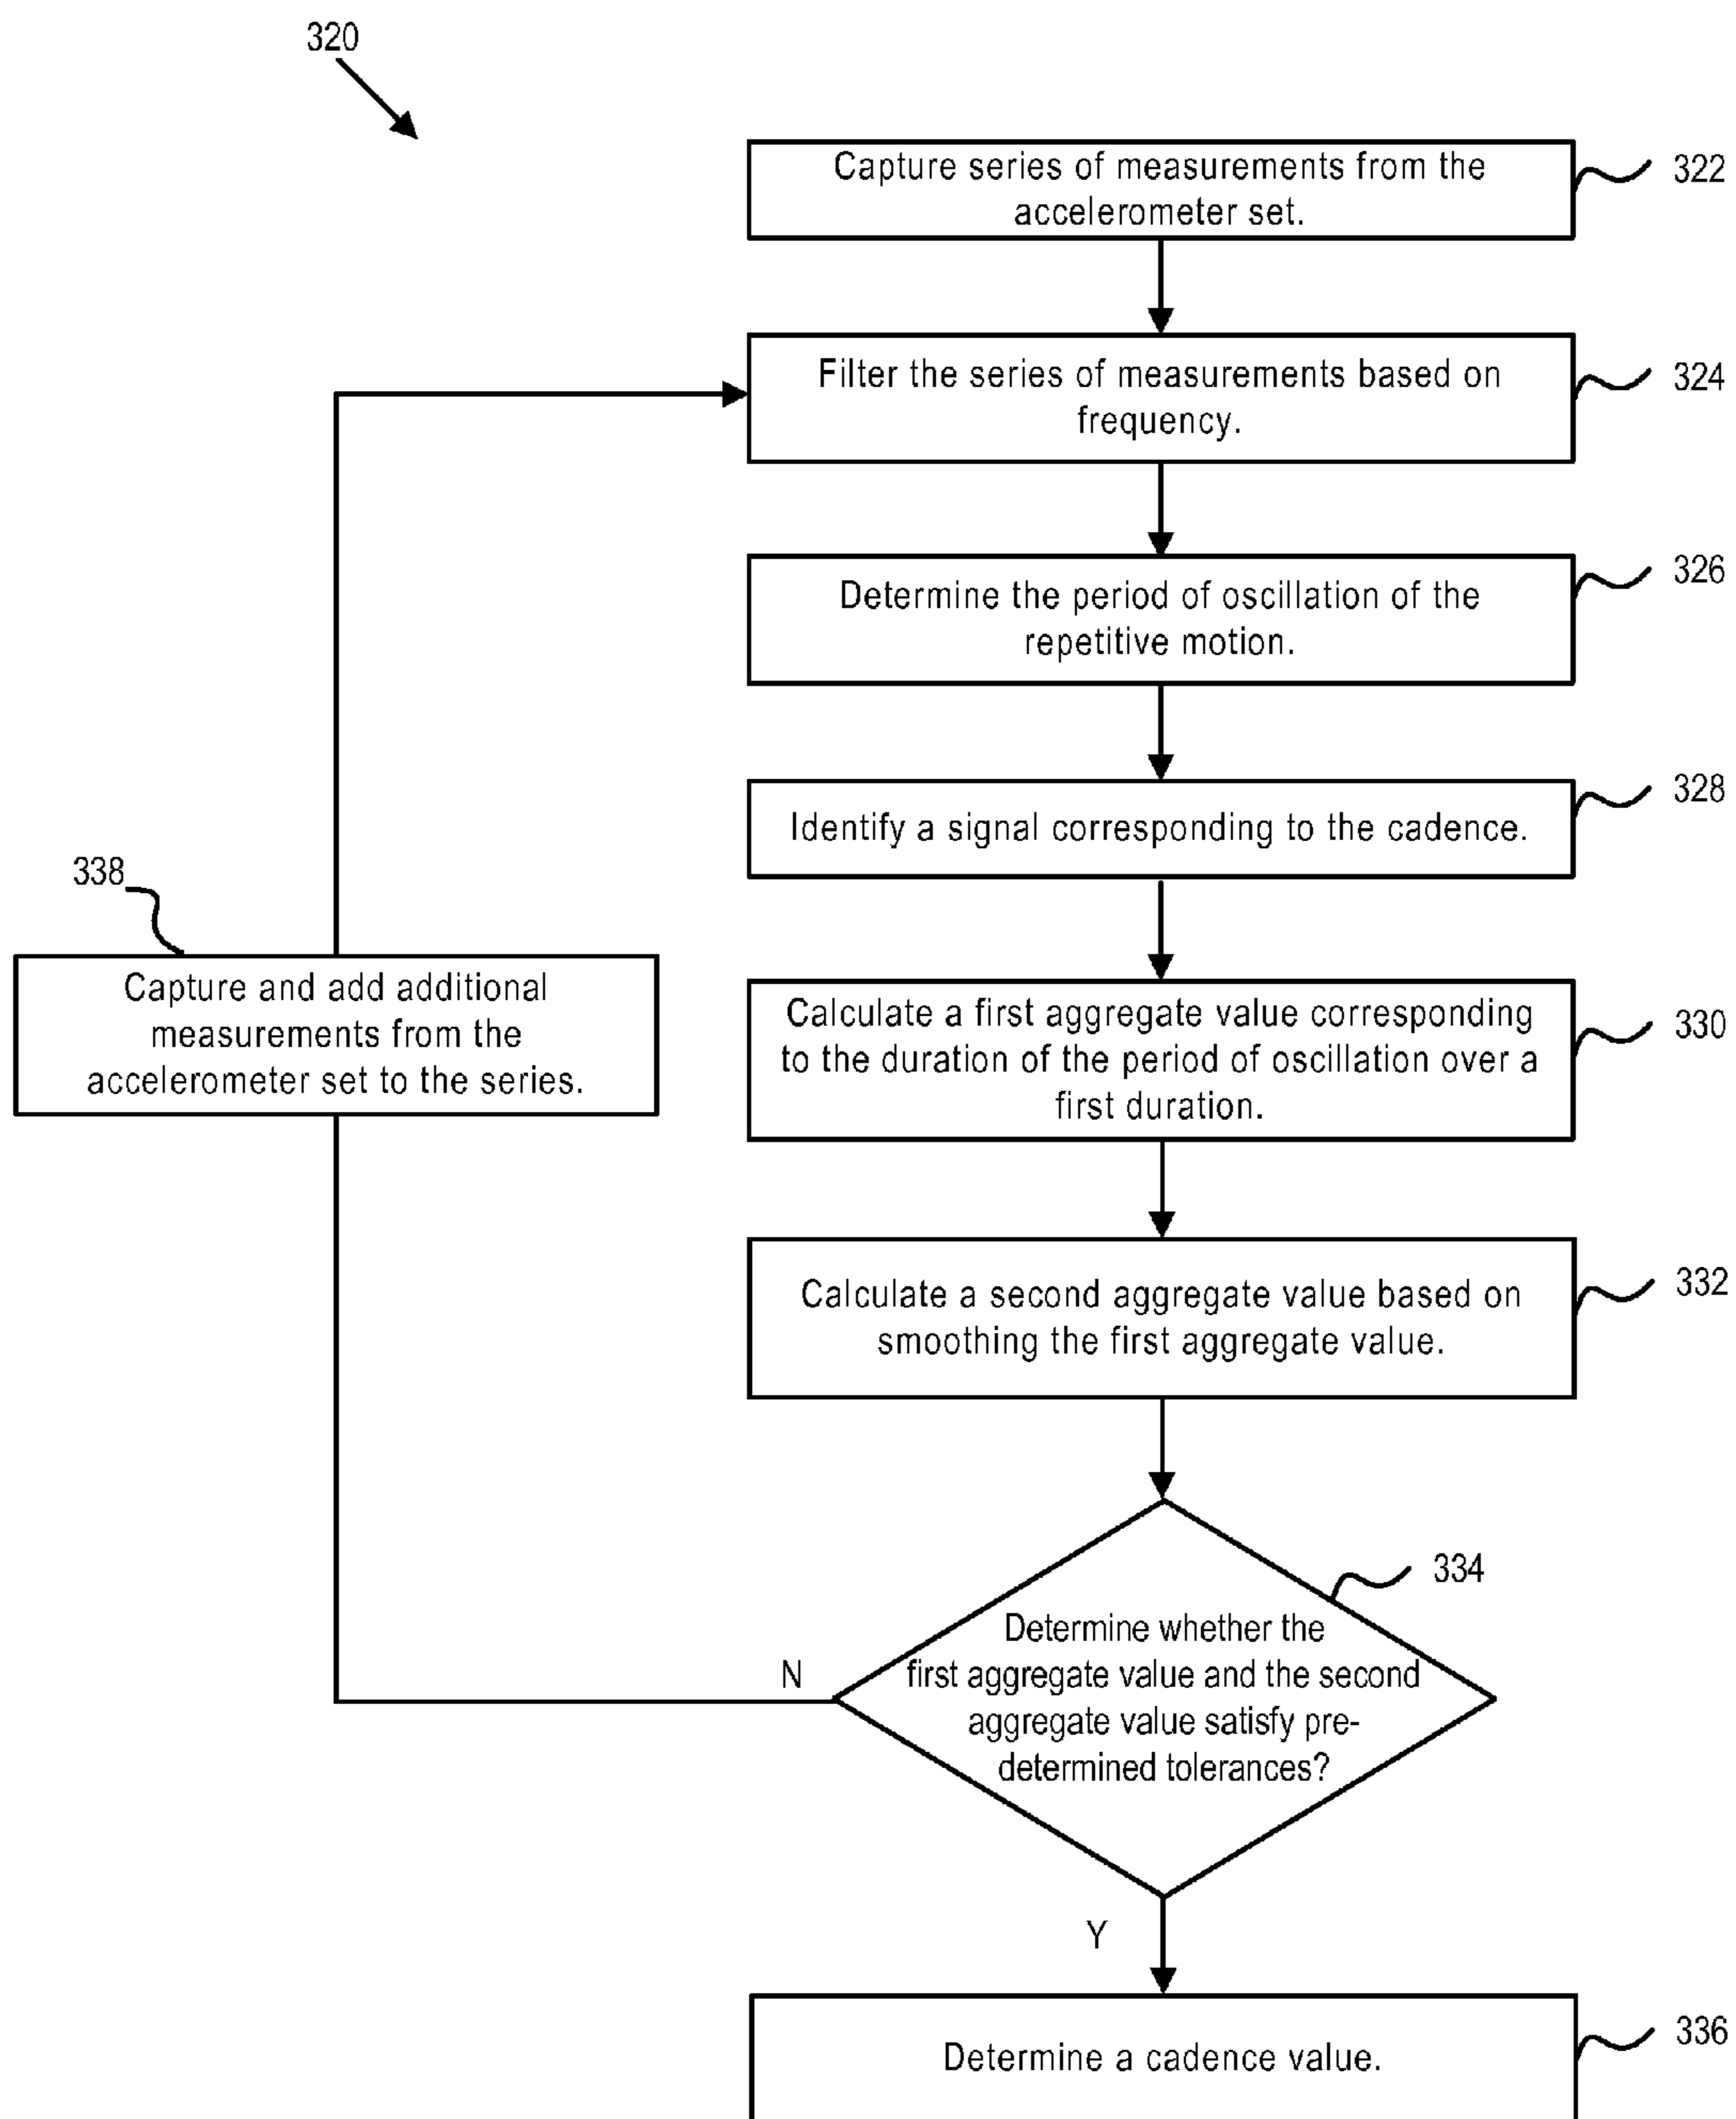 320
Capture series of measurements from the
accelerometer set.
322
Filter the series of measurements based on
frequency.
324
Determine the period of oscillation of the
repetitive motion.
326
Identify a signal corresponding to the cadence.
328
338
Capture and add additional
measurements from the
accelerometer set to the series.
Calculate a first aggregate value corresponding
to the duration of the period of oscillation over a
first duration.
330
Calculate a second aggregate value based on
smoothing the first aggregate value.
332
334
Determine whether the
first aggregate value and the second
aggregate value satisfy pre-
determined tolerances?
N
Y
Determine a cadence value.
336